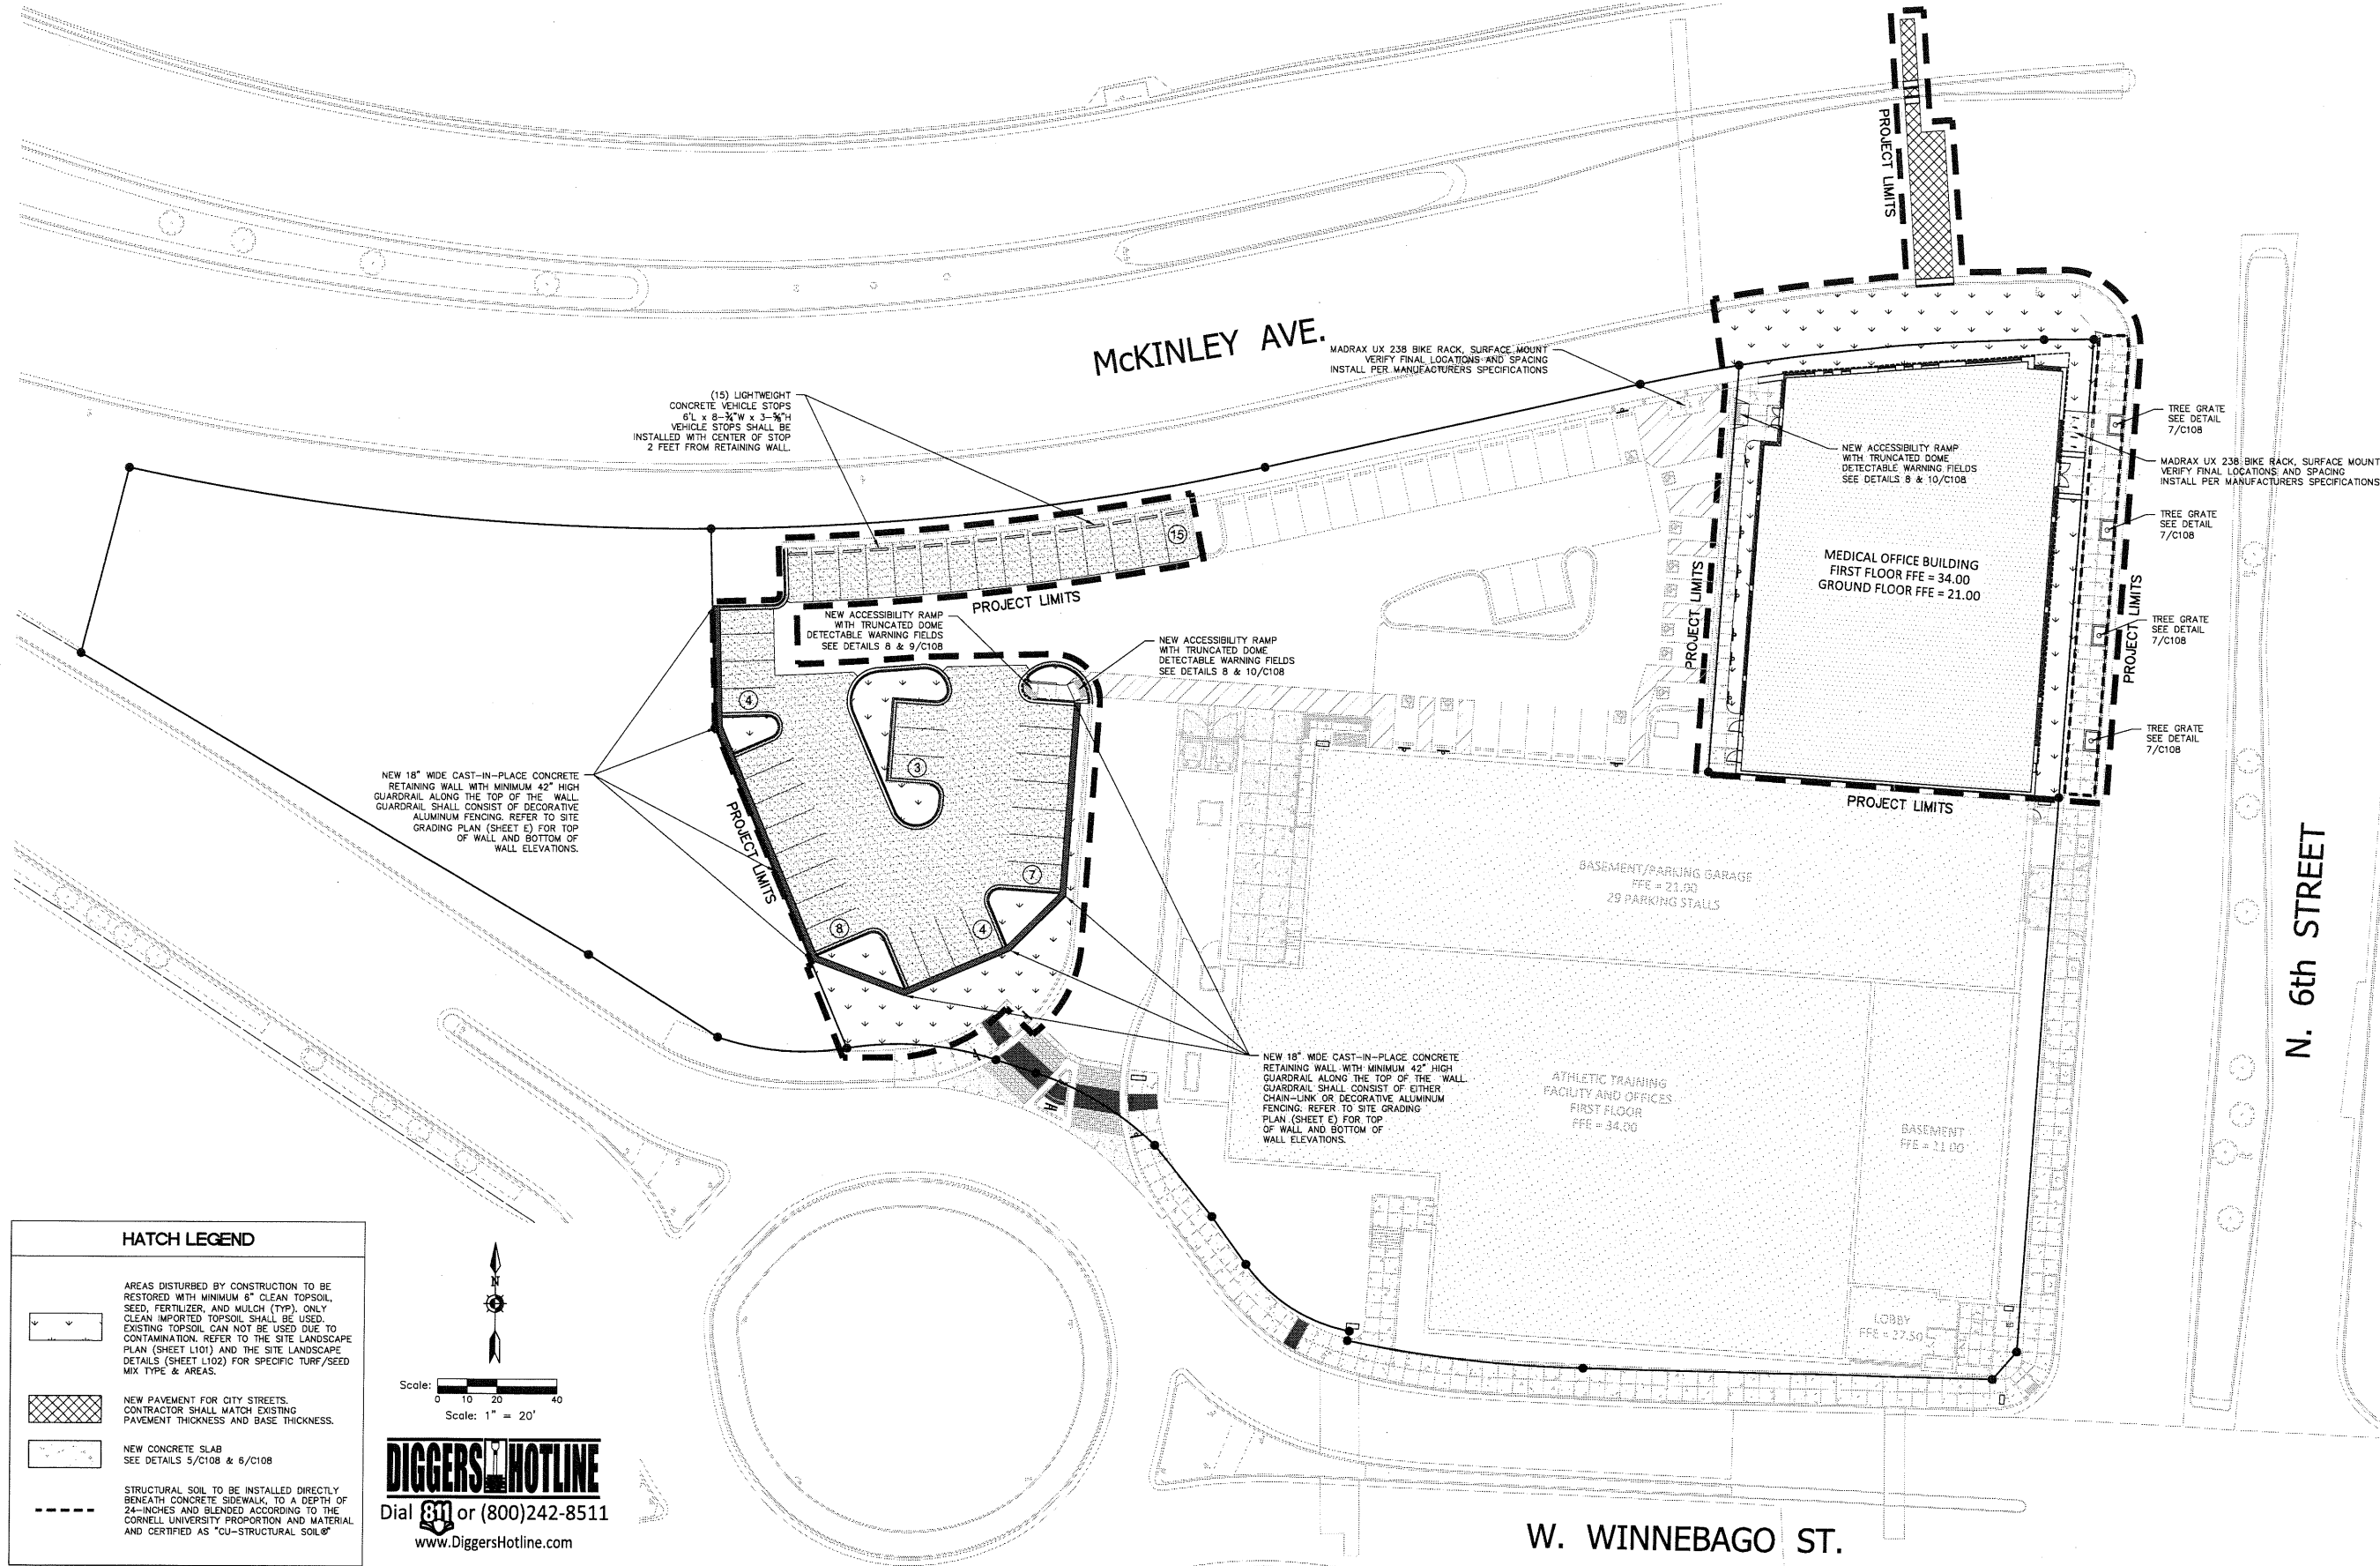 PROJECT LIMITS
McKINLEY AVE.
MADRAX UX 238 BIKE RACK, SURFACE MOUNT
VERIFY FINAL LOCATIONS AND SPACING
INSTALL PER MANUFACTURERS SPECIFICATIONS
(15) LIGHTWEIGHT
CONCRETE VEHICLE STOPS
6'L x 8-¾"W x 3-⅝"H
VEHICLE STOPS SHALL BE
INSTALLED WITH CENTER OF STOP
2 FEET FROM RETAINING WALL.
TREE GRATE
SEE DETAIL
7/C108
NEW ACCESSIBILITY RAMP
WITH TRUNCATED DOME
DETECTABLE WARNING FIELDS
SEE DETAILS 8 & 10/C108
MADRAX UX 238 BIKE RACK, SURFACE MOUNT
VERIFY FINAL LOCATIONS AND SPACING
INSTALL PER MANUFACTURERS SPECIFICATIONS
TREE GRATE
SEE DETAIL
7/C108
15
MEDICAL OFFICE BUILDING
FIRST FLOOR FFE = 34.00
GROUND FLOOR FFE = 21.00
PROJECT LIMITS
PROJECT LIMITS
PROJECT LIMITS
NEW ACCESSIBILITY RAMP
WITH TRUNCATED DOME
DETECTABLE WARNING FIELDS
SEE DETAILS 8 & 9/C108
NEW ACCESSIBILITY RAMP
WITH TRUNCATED DOME
DETECTABLE WARNING FIELDS
SEE DETAILS 8 & 10/C108
TREE GRATE
SEE DETAIL
7/C108
4
TREE GRATE
SEE DETAIL
7/C108
3
NEW 18" WIDE CAST-IN-PLACE CONCRETE
RETAINING WALL WITH MINIMUM 42" HIGH
GUARDRAIL ALONG THE TOP OF THE WALL.
GUARDRAIL SHALL CONSIST OF DECORATIVE
ALUMINUM FENCING. REFER TO SITE
GRADING PLAN (SHEET E) FOR TOP
OF WALL AND BOTTOM OF
WALL ELEVATIONS.
PROJECT LIMITS
PROJECT LIMITS
7
8
4
BASEMENT/PARKING GARAGE
FFE = 21.00
29 PARKING STALLS
N. 6th STREET
NEW 18" WIDE CAST-IN-PLACE CONCRETE
RETAINING WALL WITH MINIMUM 42" HIGH
GUARDRAIL ALONG THE TOP OF THE WALL.
GUARDRAIL SHALL CONSIST OF EITHER
CHAIN-LINK OR DECORATIVE ALUMINUM
FENCING. REFER TO SITE GRADING
PLAN (SHEET E) FOR TOP
OF WALL AND BOTTOM OF
WALL ELEVATIONS.
ATHLETIC TRAINING
FACILITY AND OFFICES
FIRST FLOOR
FFE = 34.00
BASEMENT
LOBBY
FFE = 27.50
HATCH LEGEND
AREAS DISTURBED BY CONSTRUCTION TO BE
RESTORED WITH MINIMUM 6" CLEAN TOPSOIL,
SEED, FERTILIZER, AND MULCH (TYP). ONLY
CLEAN IMPORTED TOPSOIL SHALL BE USED.
EXISTING TOPSOIL CAN NOT BE USED DUE TO
CONTAMINATION. REFER TO THE SITE LANDSCAPE
PLAN (SHEET L101) AND THE SITE LANDSCAPE
DETAILS (SHEET L102) FOR SPECIFIC TURF/SEED
MIX TYPE & AREAS.
NEW PAVEMENT FOR CITY STREETS.
CONTRACTOR SHALL MATCH EXISTING
PAVEMENT THICKNESS AND BASE THICKNESS.
NEW CONCRETE SLAB
SEE DETAILS 5/C108 & 6/C108
STRUCTURAL SOIL TO BE INSTALLED DIRECTLY
BENEATH CONCRETE SIDEWALK, TO A DEPTH OF
24-INCHES AND BLENDED ACCORDING TO THE
CORNELL UNIVERSITY PROPORTION AND MATERIAL
AND CERTIFIED AS "CU-STRUCTURAL SOIL®"
N
Scale:
0 10 20 40
Scale: 1" = 20'
DIGGERS HOTLINE
Dial 811 or (800)242-8511
www.DiggersHotline.com
W. WINNEBAGO ST.